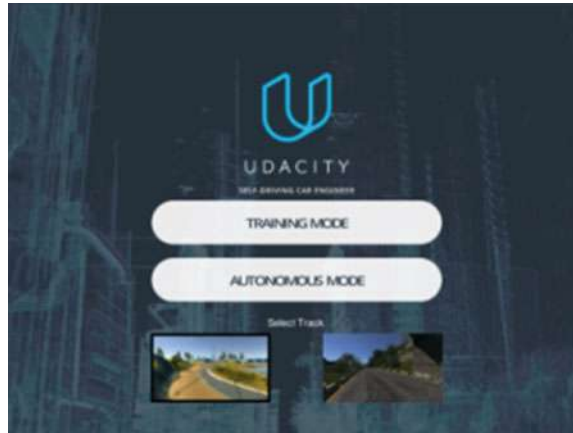 UDACITY
SELF-DRIVING CAR ENGINEER
TRAINING MODE
AUTONOMOUS MODE
Select Track